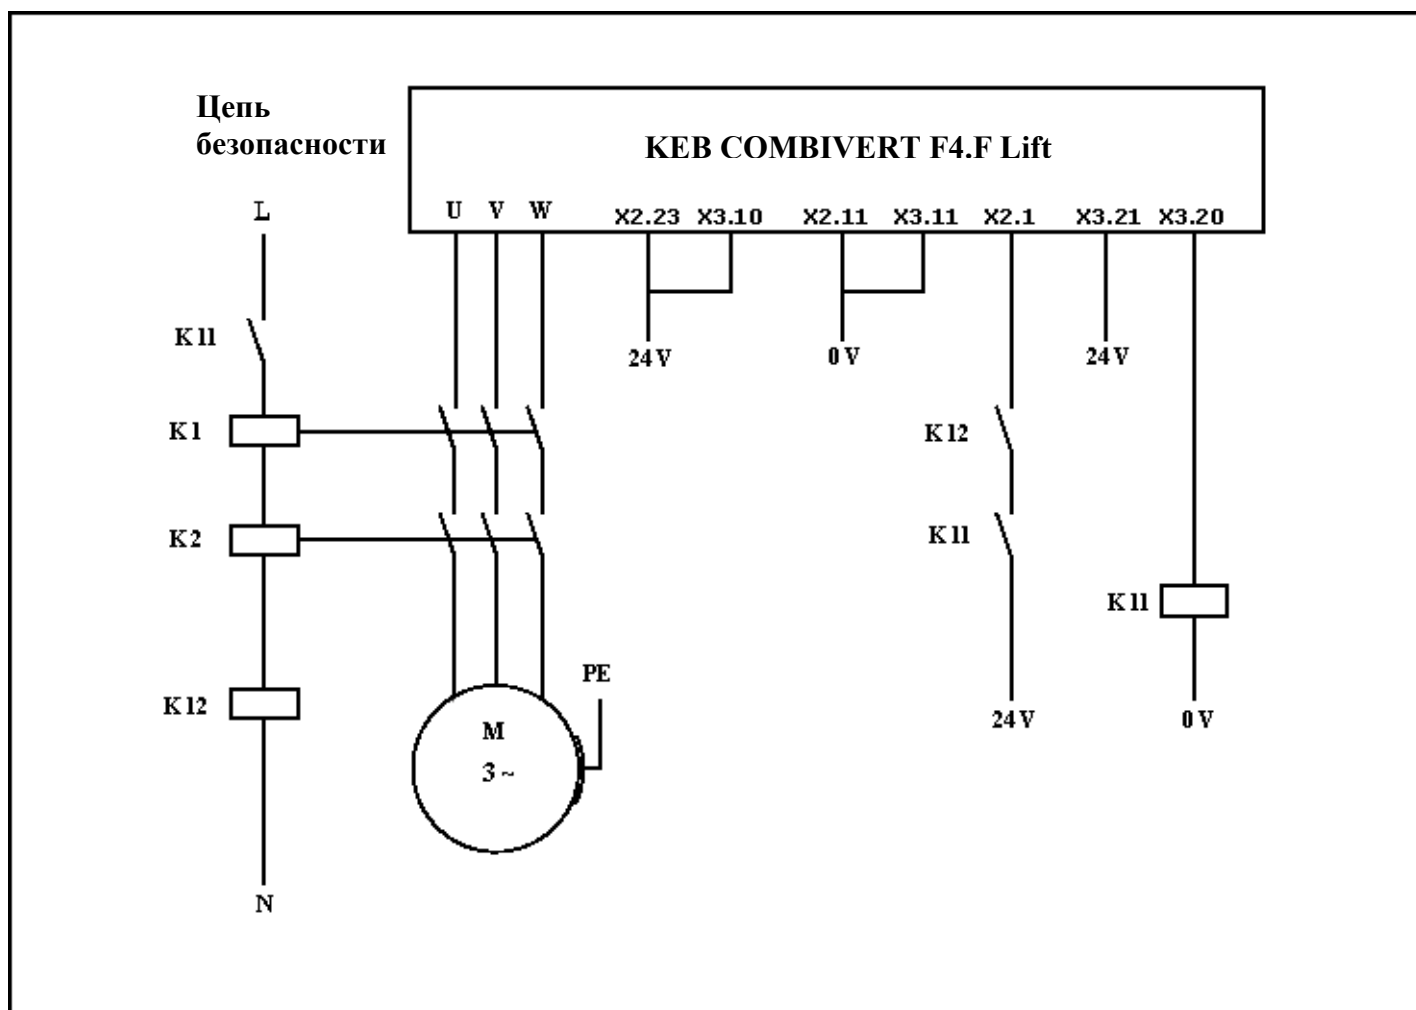 Цепь
безопасности
KEB COMBIVERT F4.F Lift
L
U V W X2.23 X3.10 X2.11 X3.11 X2.1 X3.21 X3.20
K11
24 V
0 V
24 V
K1
K12
K2
K11
K11
PE
K12
24 V
0 V
M
3 ~
N